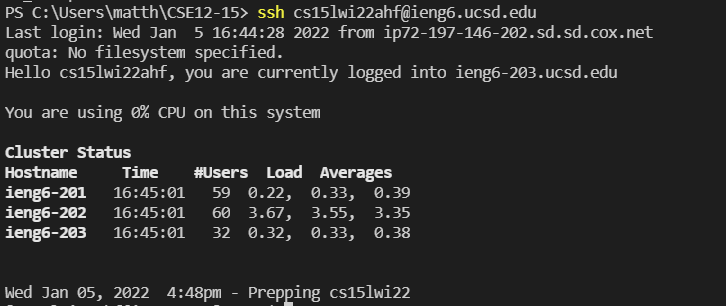 PS C:\Users\matth\CSE12-15> ssh cs15lwi22ahf@ieng6.ucsd.edu
Last login: Wed Jan  5 16:44:28 2022 from ip72-197-146-202.sd.sd.cox.net
quota: No filesystem specified.
Hello cs15lwi22ahf, you are currently logged into ieng6-203.ucsd.edu
You are using 0% CPU on this system
Cluster Status
Hostname     Time    #Users  Load  Averages
ieng6-201   16:45:01   59  0.22,  0.33,  0.39
ieng6-202   16:45:01   60  3.67,  3.55,  3.35
ieng6-203   16:45:01   32  0.32,  0.33,  0.38
Wed Jan 05, 2022  4:48pm - Prepping cs15lwi22